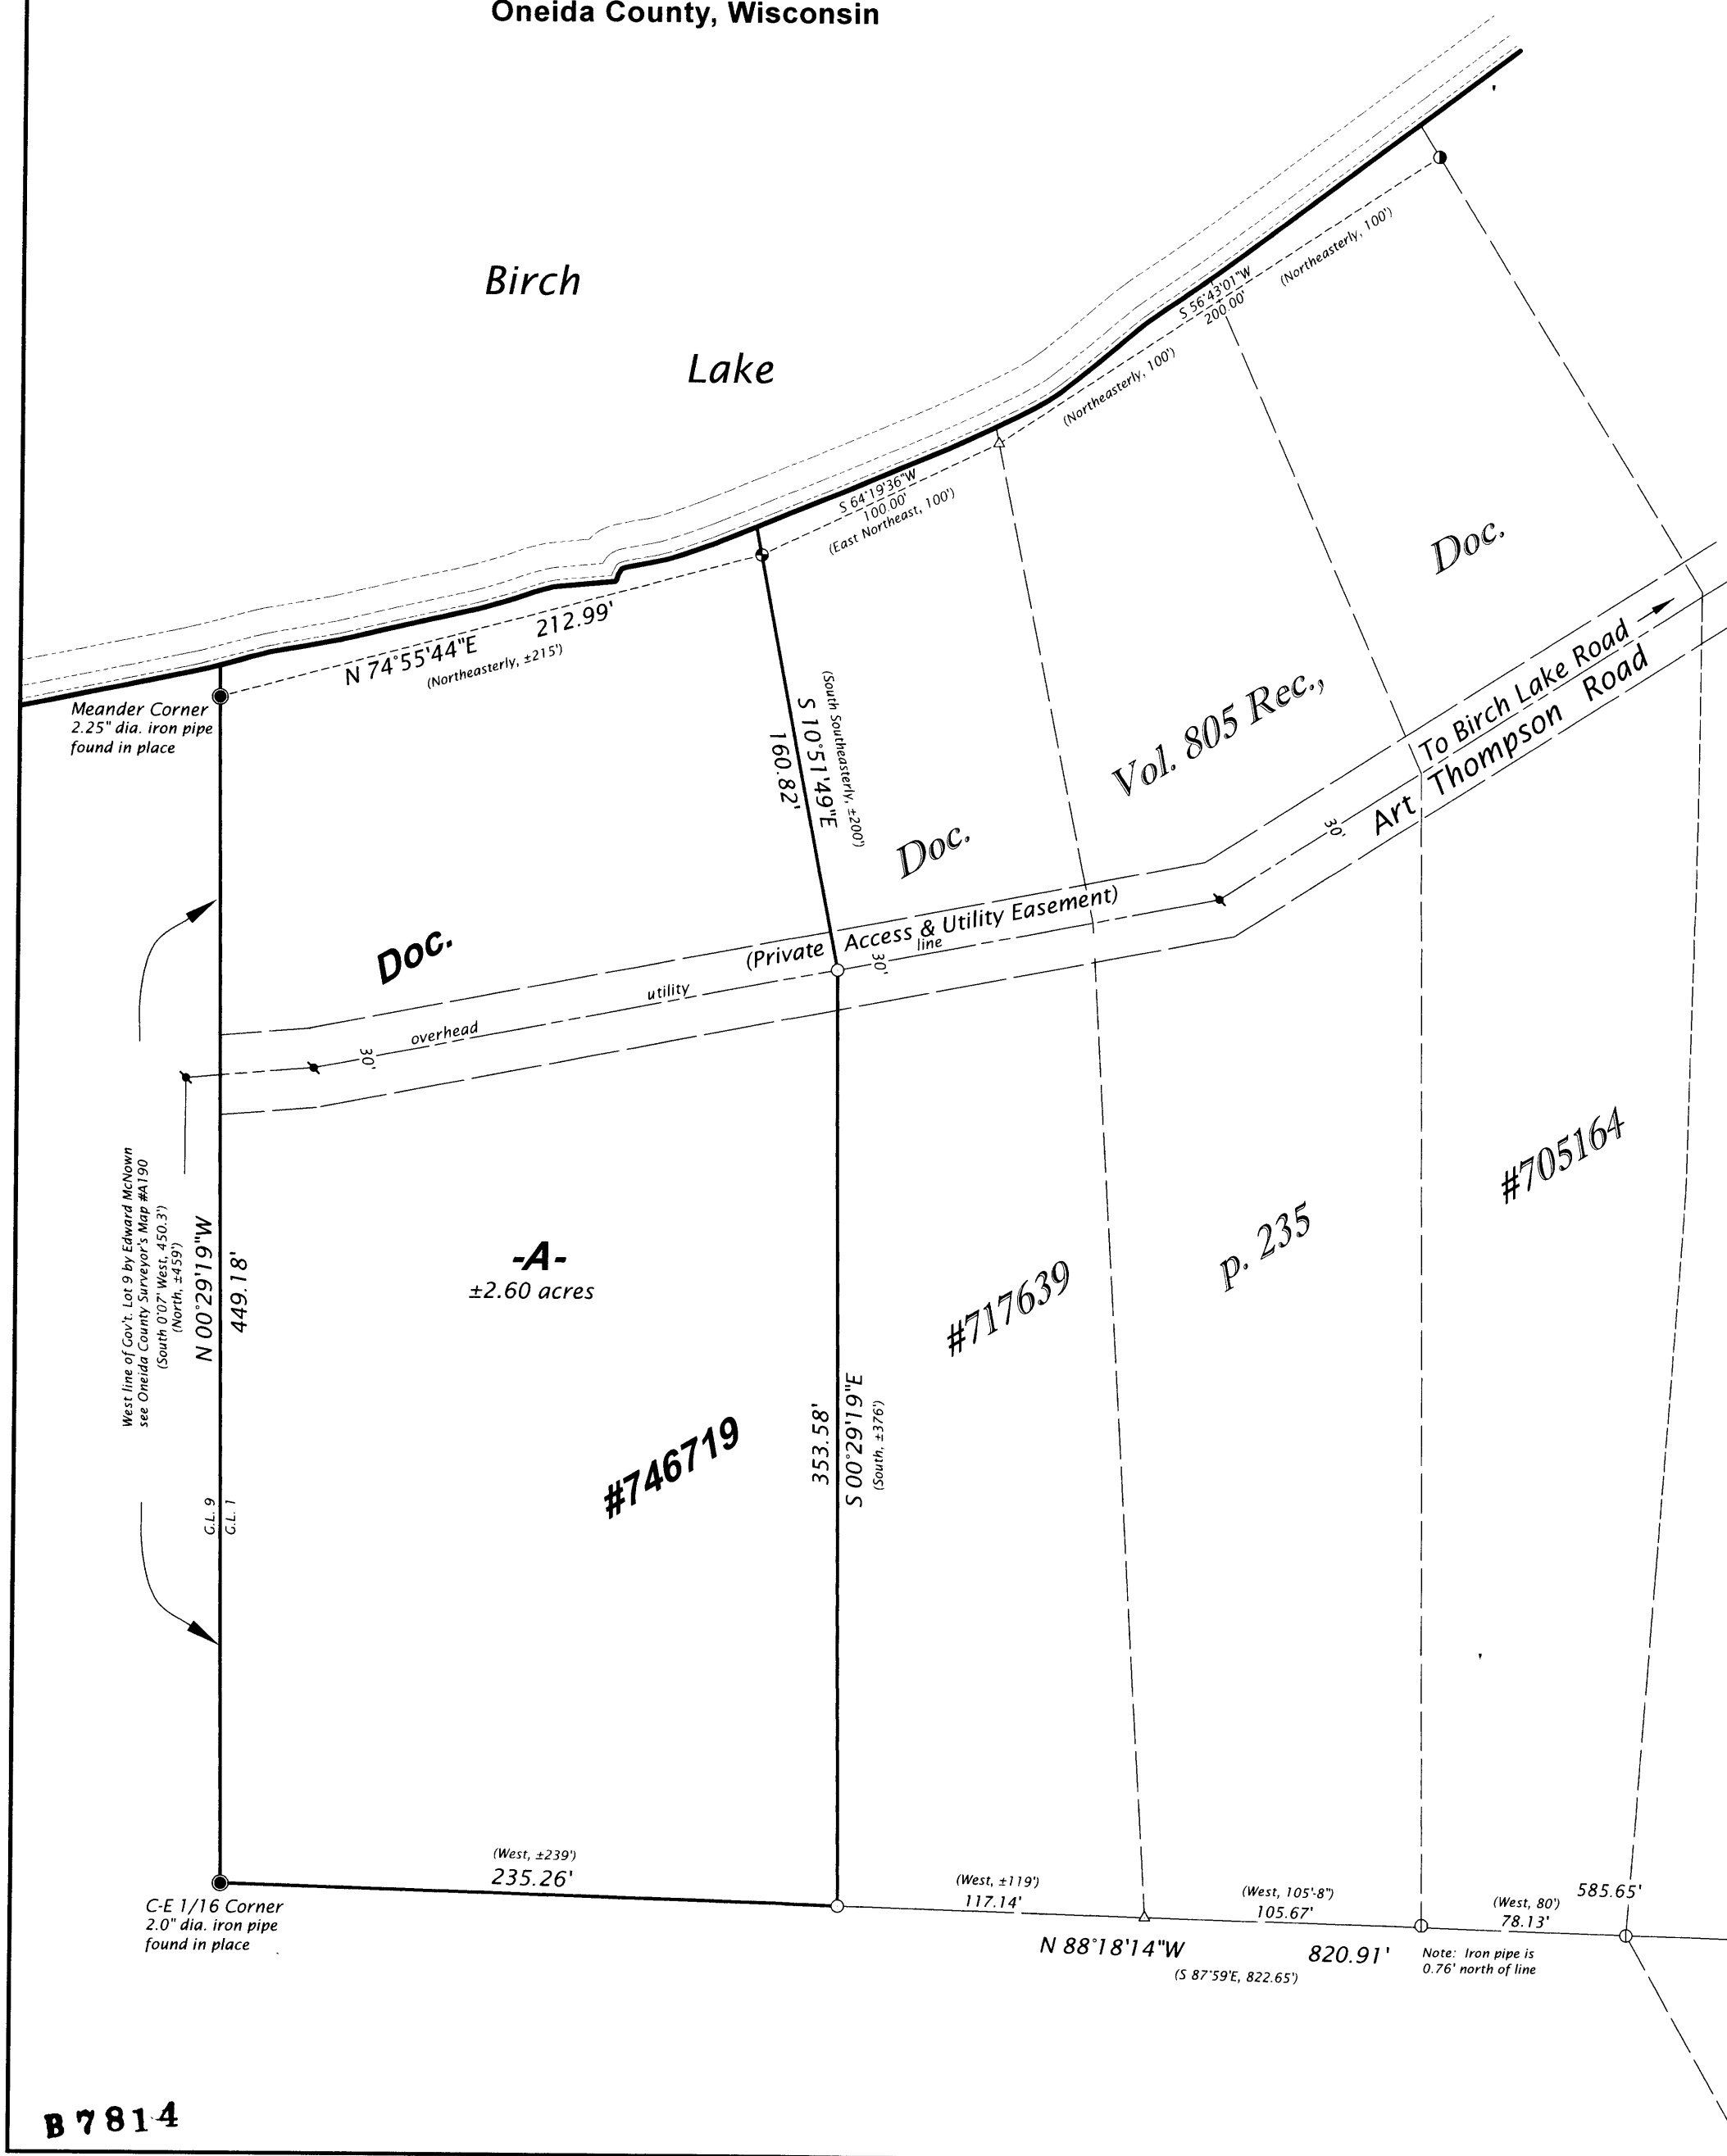 Oneida County, Wisconsin
Birch
Lake
(Northeasterly, 100')
S 56°43'01"W
200.00'
(Northeasterly, 100')
S 64°19'36"W
100.00'
(East Northeast, 100')
N 74°55'44"E
212.99'
(Northeasterly, ±215')
Meander Corner
2.25" dia. iron pipe
found in place
(South Southeasterly, ±200')
S 10°51'49"E
160.82'
Doc.
Vol. 805 Rec.,
Doc.
Doc.
To Birch Lake Road
Art Thompson Road
30'
(Private Access & Utility Easement)
line
30'
utility
overhead
30'
West line of Gov't. Lot 9 by Edward McNown
see Oneida County Surveyor's Map #A190
(South 0°07' West, 450.3')
(North, ±459')
N 00°29'19"W
449.18'
-A-
±2.60 acres
#746719
#717639
p. 235
#705164
353.58'
S 00°29'19"E
(South, ±376')
G.L. 9
G.L. 1
(West, ±239')
235.26'
(West, ±119')
117.14'
(West, 105'-8")
105.67'
(West, 80')
78.13'
585.65'
C-E 1/16 Corner
2.0" dia. iron pipe
found in place
N 88°18'14"W
820.91'
(S 87°59'E, 822.65')
Note: Iron pipe is
0.76' north of line
B 7814